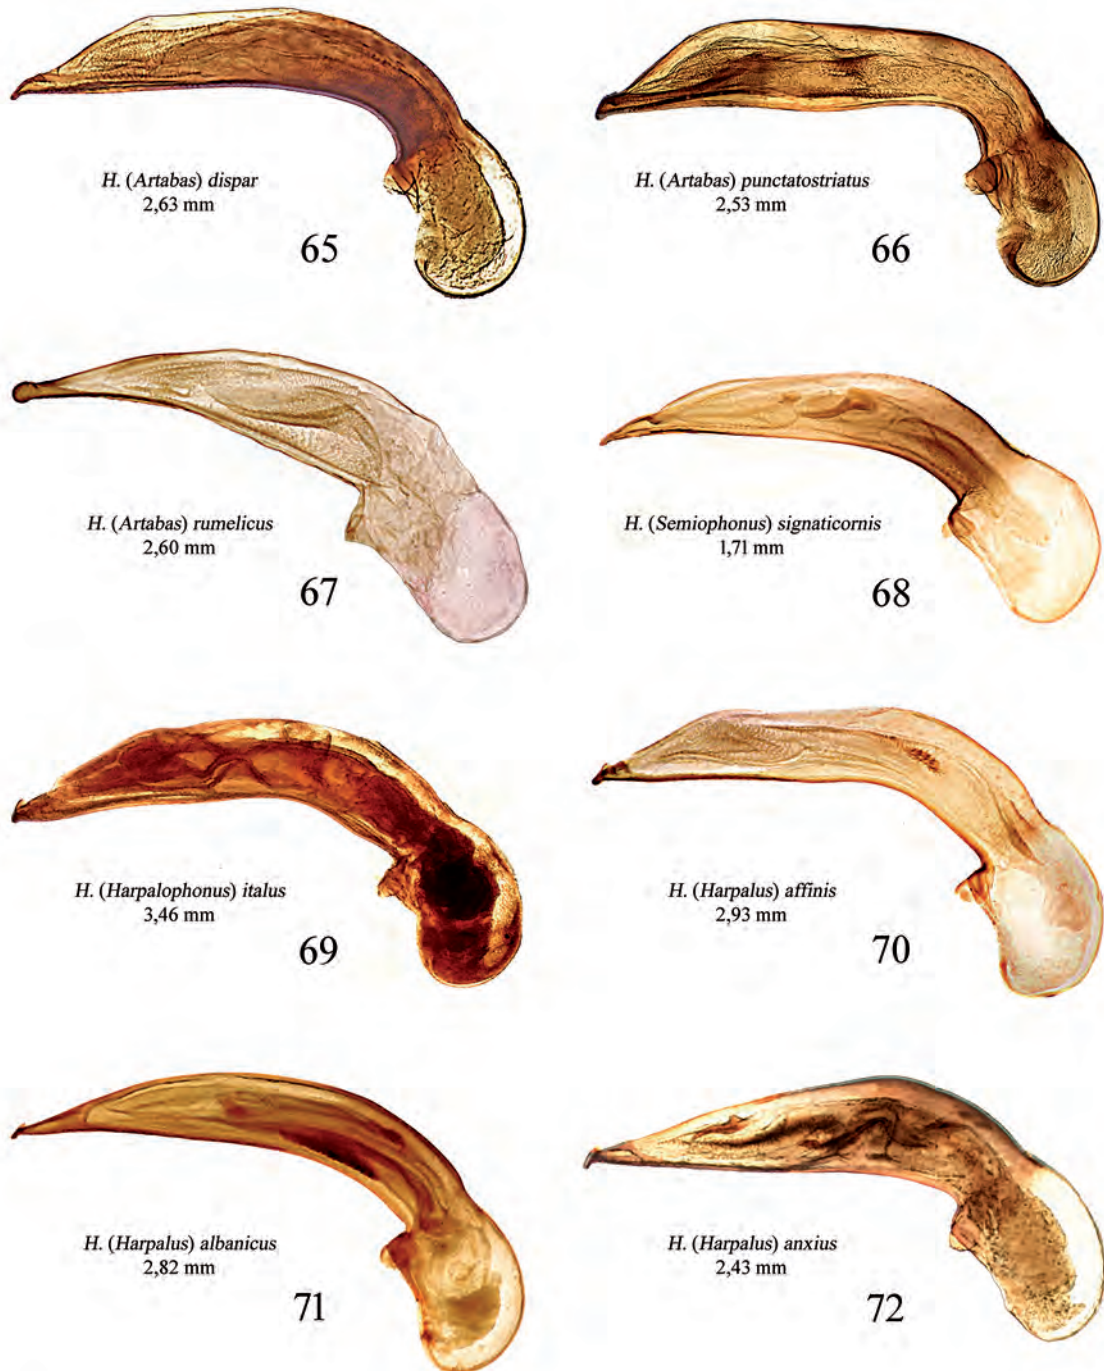 H. (Artabas) dispar
2,63 mm
65
H. (Artabas) punctatostriatus
2,53 mm
66
H. (Artabas) rumelicus
2,60 mm
67
H. (Semiophonus) signaticornis
1,71 mm
68
H. (Harpalophonus) italus
3,46 mm
69
H. (Harpalus) affinis
2,93 mm
70
H. (Harpalus) albanicus
2,82 mm
71
H. (Harpalus) anxius
2,43 mm
72